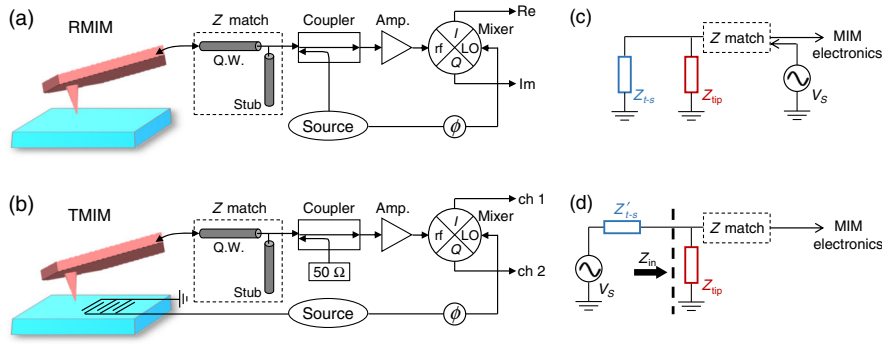 (a)
RMIM
Z match
Q.W.
Stub
Coupler
Amp.
Mixer
I
rf
LO
Q
Re
Im
Source
ϕ
(b)
TMIM
Z match
Q.W.
Stub
Coupler
50 Ω
Amp.
Mixer
I
rf
LO
Q
ch 1
ch 2
Source
ϕ
(c)
Z match
MIM
electronics
Zt-s
Ztip
VS
(d)
Z′t-s
Z match
MIM
electronics
Zin
Ztip
VS